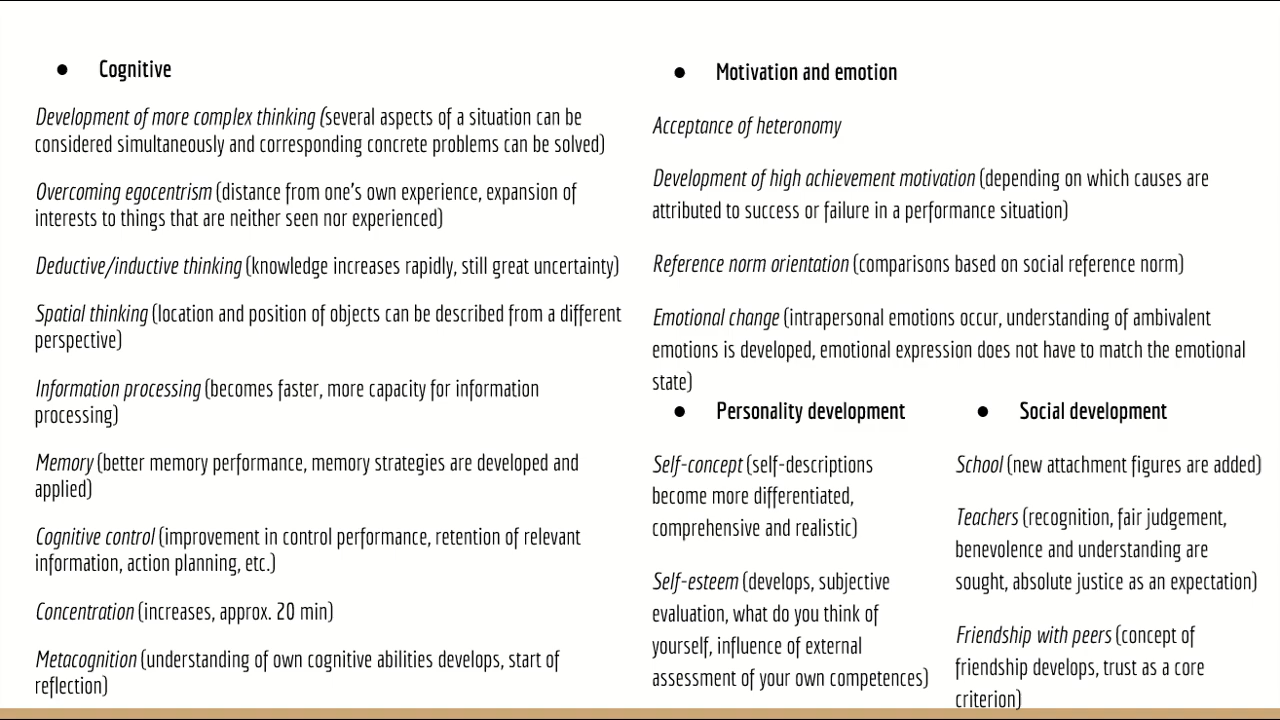 ● Cognitive
Development of more complex thinking (several aspects of a situation can be
considered simultaneously and corresponding concrete problems can be solved)
Overcoming egocentrism (distance from one's own experience, expansion of
interests to things that are neither seen nor experienced)
Deductive/inductive thinking (knowledge increases rapidly, still great uncertainty)
Spatial thinking (location and position of objects can be described from a different
perspective)
Information processing (becomes faster, more capacity for information
processing)
Memory (better memory performance, memory strategies are developed and
applied)
Cognitive control (improvement in control performance, retention of relevant
information, action planning, etc.)
Concentration (increases, approx. 20 min)
Metacognition (understanding of own cognitive abilities develops, start of
reflection)
● Motivation and emotion
Acceptance of heteronomy
Development of high achievement motivation (depending on which causes are
attributed to success or failure in a performance situation)
Reference norm orientation (comparisons based on social reference norm)
Emotional change (intrapersonal emotions occur, understanding of ambivalent
emotions is developed, emotional expression does not have to match the emotional
state)
● Personality development
Self-concept (self-descriptions
become more differentiated,
comprehensive and realistic)
Self-esteem (develops, subjective
evaluation, what do you think of
yourself, influence of external
assessment of your own competences)
● Social development
School (new attachment figures are added)
Teachers (recognition, fair judgement,
benevolence and understanding are
sought, absolute justice as an expectation)
Friendship with peers (concept of
friendship develops, trust as a core
criterion)